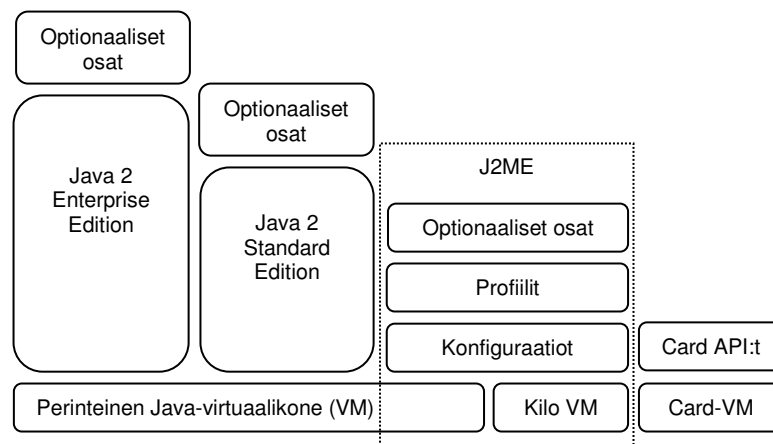 Optionaaliset
osat
Java 2
Enterprise
Edition
Optionaaliset
osat
Java 2
Standard
Edition
J2ME
Optionaaliset osat
Profiilit
Konfiguraatiot
Card API:t
Perinteinen Java-virtuaalikone (VM)
Kilo VM
Card-VM